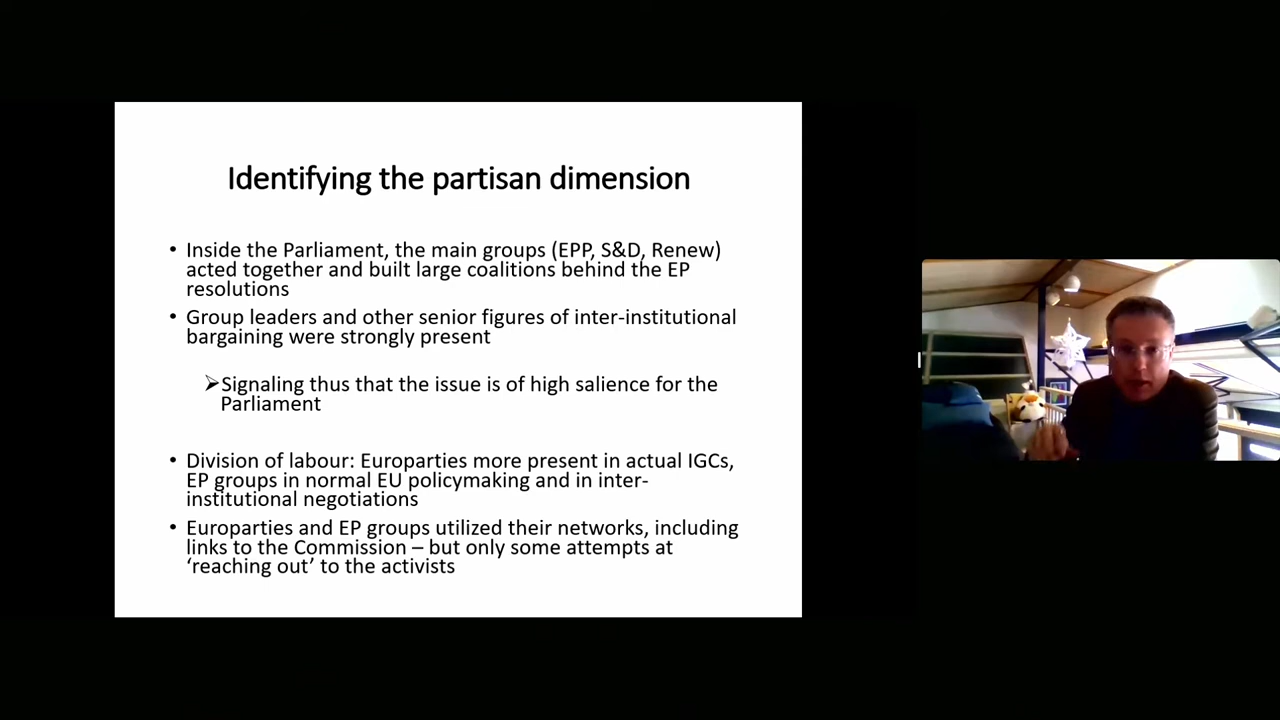 Identifying the partisan dimension
• Inside the Parliament, the main groups (EPP, S&D, Renew)
acted together and built large coalitions behind the EP
resolutions
• Group leaders and other senior figures of inter-institutional
bargaining were strongly present
➢Signaling thus that the issue is of high salience for the
Parliament
• Division of labour: Europarties more present in actual IGCs,
EP groups in normal EU policymaking and in inter-
institutional negotiations
• Europarties and EP groups utilized their networks, including
links to the Commission – but only some attempts at
‘reaching out’ to the activists